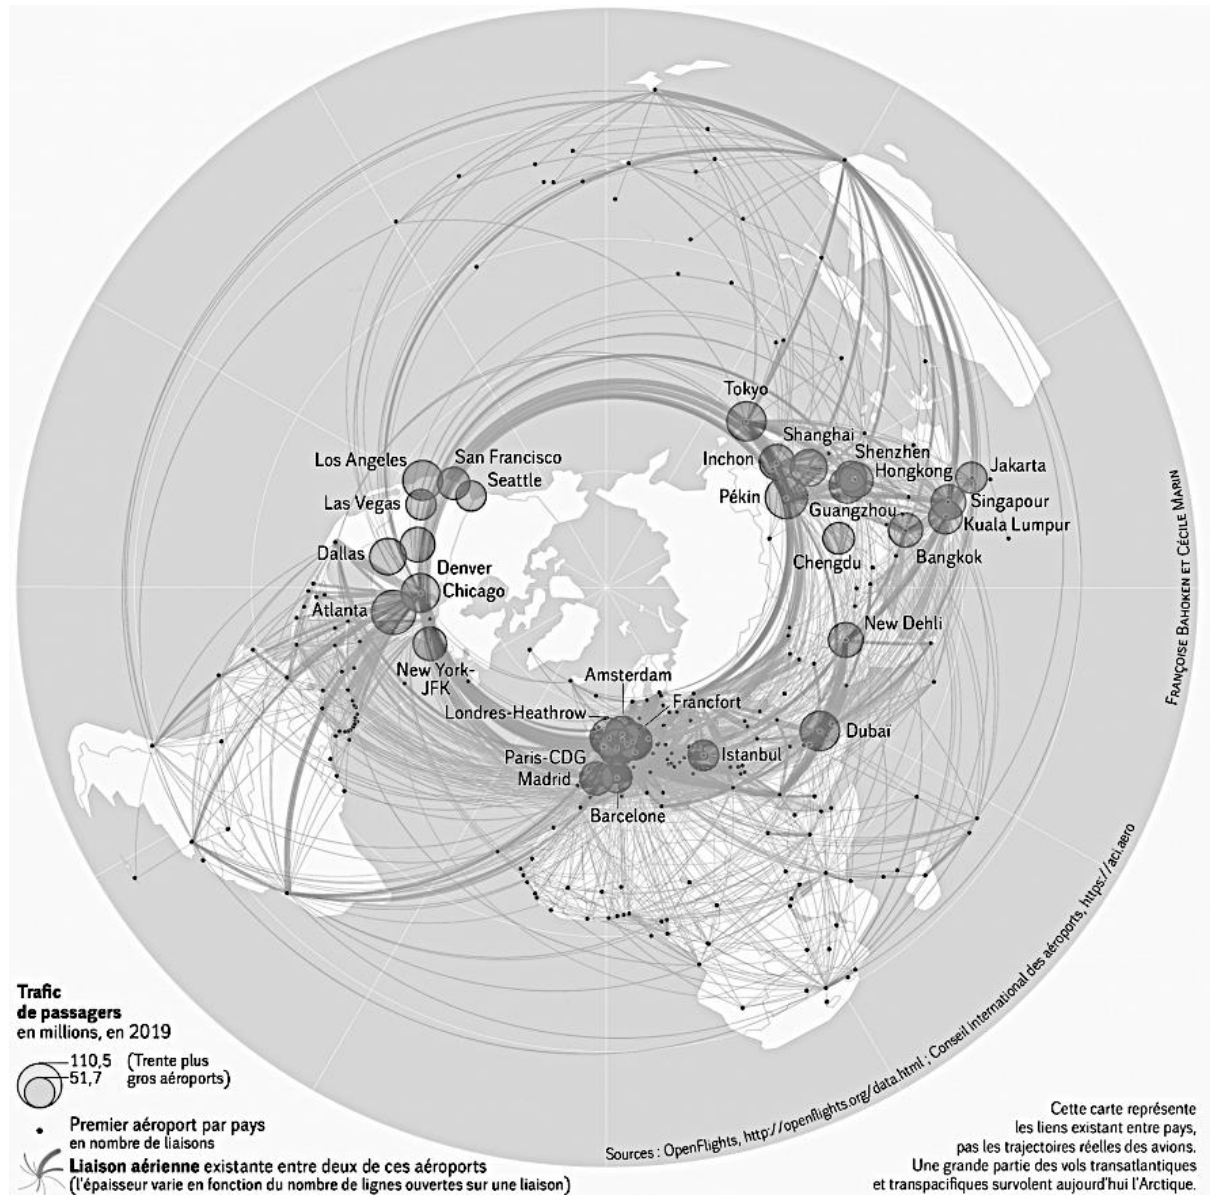 Tokyo
Shanghai
Los Angeles
San Francisco
Inchon
Shenzhen
Hongkong
Jakarta
Seattle
Las Vegas
Pékin
Guangzhou
Singapour
Kuala Lumpur
Dallas
Denver
Chengdu
Bangkok
Chicago
Atlanta
New Dehli
New York-
JFK
Amsterdam
Londres-Heathrow
Francfort
Dubaï
Paris-CDG
Istanbul
Madrid
Barcelone
FRANÇOISE BAHOKEN ET CÉCILE MARIN
Trafic
de passagers
en millions, en 2019
110,5 (Trente plus
51,7 gros aéroports)
Premier aéroport par pays
en nombre de liaisons
Liaison aérienne existante entre deux de ces aéroports
(l'épaisseur varie en fonction du nombre de lignes ouvertes sur une liaison)
Sources : OpenFlights, http://openflights.org/data.html ; Conseil international des aéroports, https://aci.aero
Cette carte représente
les liens existant entre pays,
pas les trajectoires réelles des avions.
Une grande partie des vols transatlantiques
et transpacifiques survolent aujourd'hui l'Arctique.